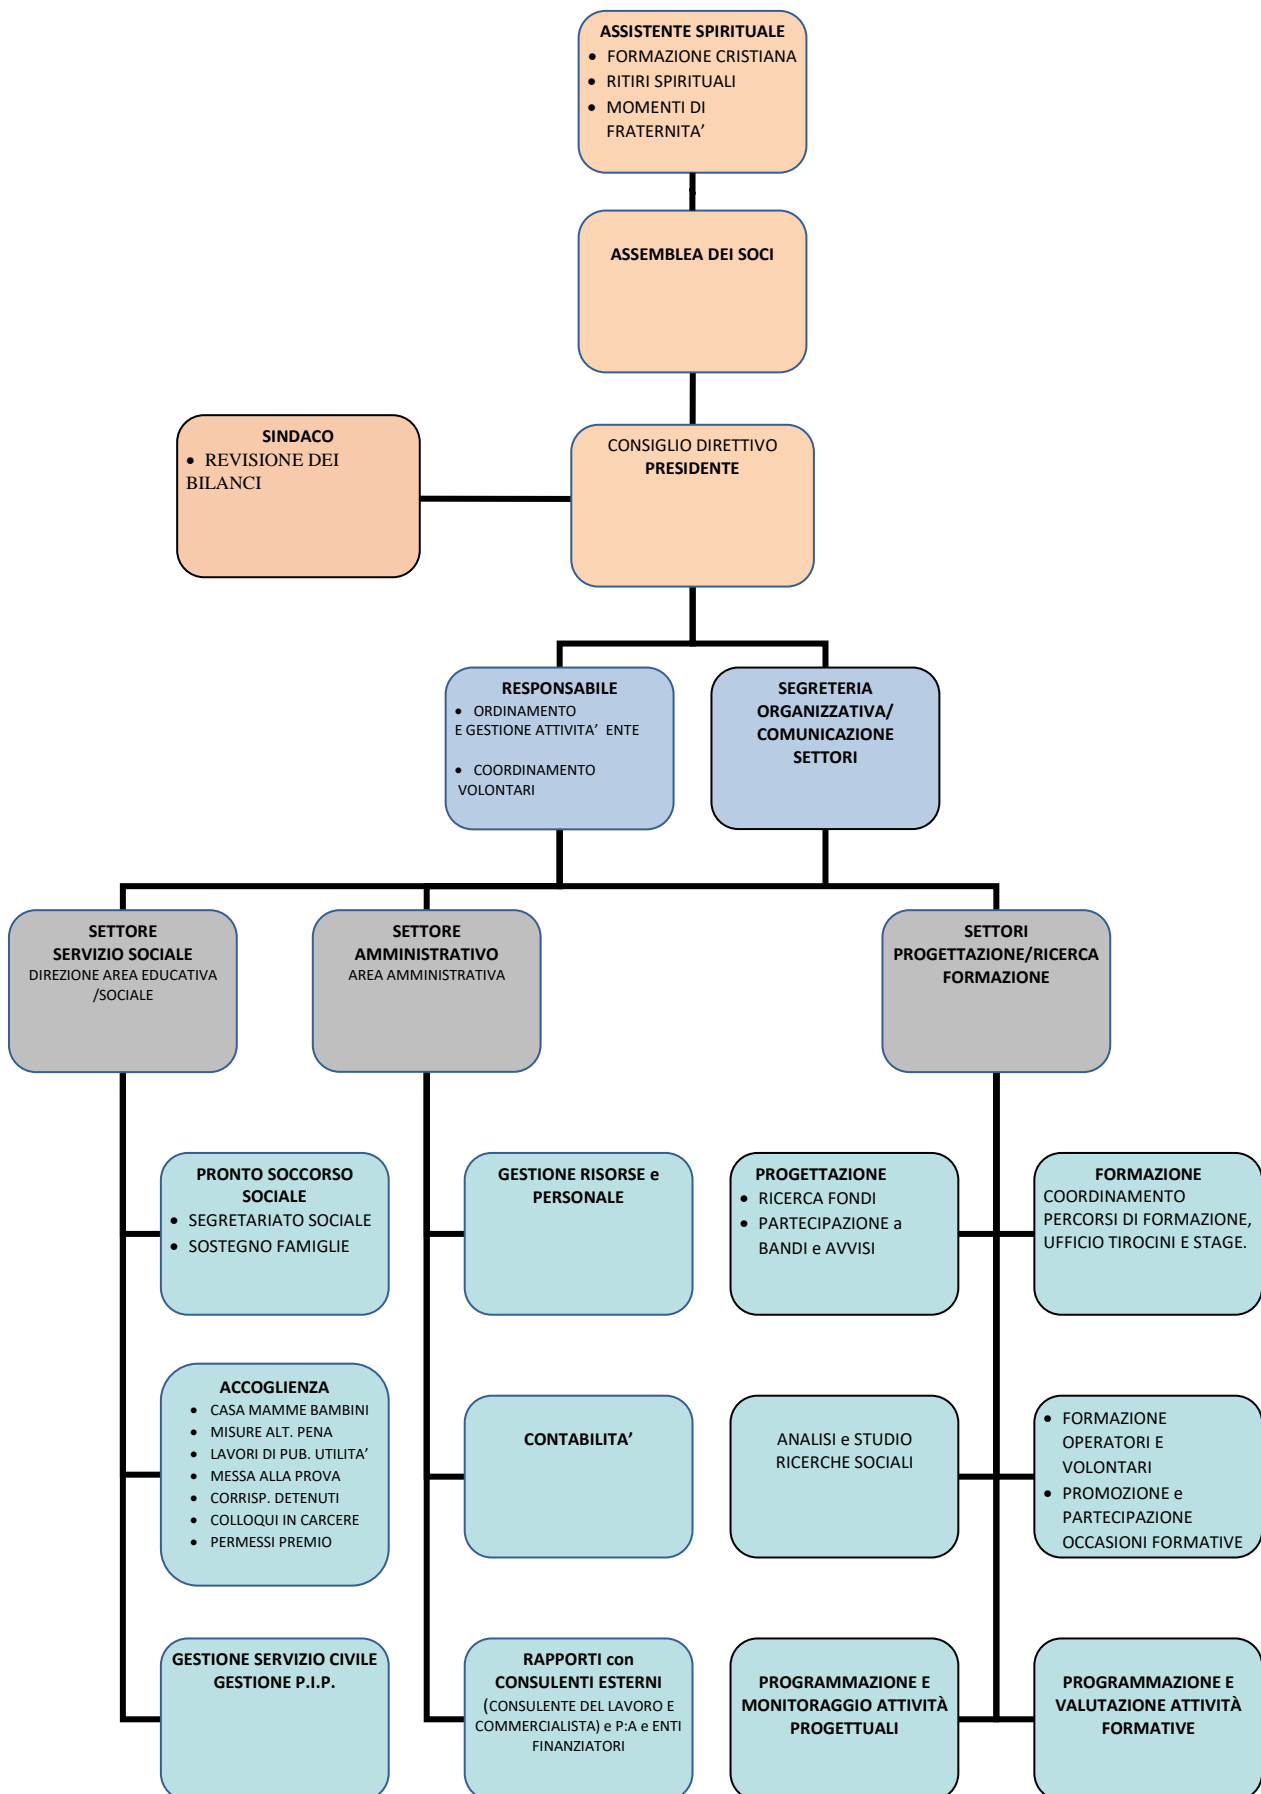 ASSISTENTE SPIRITUALE
• FORMAZIONE CRISTIANA
• RITIRI SPIRITUALI
• MOMENTI DI
FRATERNITA’
ASSEMBLEA DEI SOCI
SINDACO
• REVISIONE DEI
BILANCI
CONSIGLIO DIRETTIVO
PRESIDENTE
RESPONSABILE
• ORDINAMENTO
E GESTIONE ATTIVITA’ ENTE
• COORDINAMENTO
VOLONTARI
SEGRETERIA
ORGANIZZATIVA/
COMUNICAZIONE
SETTORI
SETTORE
SERVIZIO SOCIALE
DIREZIONE AREA EDUCATIVA
/SOCIALE
SETTORE
AMMINISTRATIVO
AREA AMMINISTRATIVA
SETTORI
PROGETTAZIONE/RICERCA
FORMAZIONE
PRONTO SOCCORSO
SOCIALE
• SEGRETARIATO SOCIALE
• SOSTEGNO FAMIGLIE
GESTIONE RISORSE e
PERSONALE
PROGETTAZIONE
• RICERCA FONDI
• PARTECIPAZIONE a
BANDI e AVVISI
FORMAZIONE
COORDINAMENTO
PERCORSI DI FORMAZIONE,
UFFICIO TIROCINI E STAGE.
ACCOGLIENZA
• CASA MAMME BAMBINI
• MISURE ALT. PENA
• LAVORI DI PUB. UTILITA’
• MESSA ALLA PROVA
• CORRISP. DETENUTI
• COLLOQUI IN CARCERE
• PERMESSI PREMIO
CONTABILITA’
ANALISI e STUDIO
RICERCHE SOCIALI
• FORMAZIONE
OPERATORI E
VOLONTARI
• PROMOZIONE e
PARTECIPAZIONE
OCCASIONI FORMATIVE
GESTIONE SERVIZIO CIVILE
GESTIONE P.I.P.
RAPPORTI con
CONSULENTI ESTERNI
(CONSULENTE DEL LAVORO E
COMMERCIALISTA) e P:A e ENTI
FINANZIATORI
PROGRAMMAZIONE E
MONITORAGGIO ATTIVITÀ
PROGETTUALI
PROGRAMMAZIONE E
VALUTAZIONE ATTIVITÀ
FORMATIVE